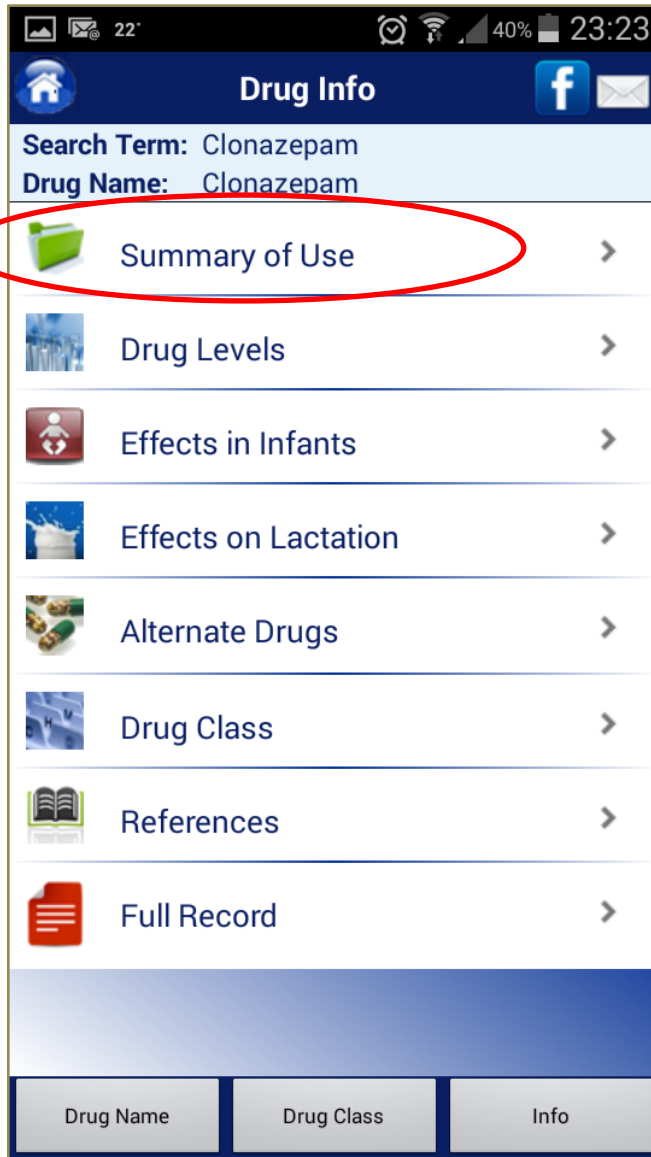 22° 40% 23:23
Drug Info f
Search Term: Clonazepam
Drug Name: Clonazepam
Summary of Use
Drug Levels
Effects in Infants
Effects on Lactation
Alternate Drugs
Drug Class
References
Full Record
Drug Name Drug Class Info